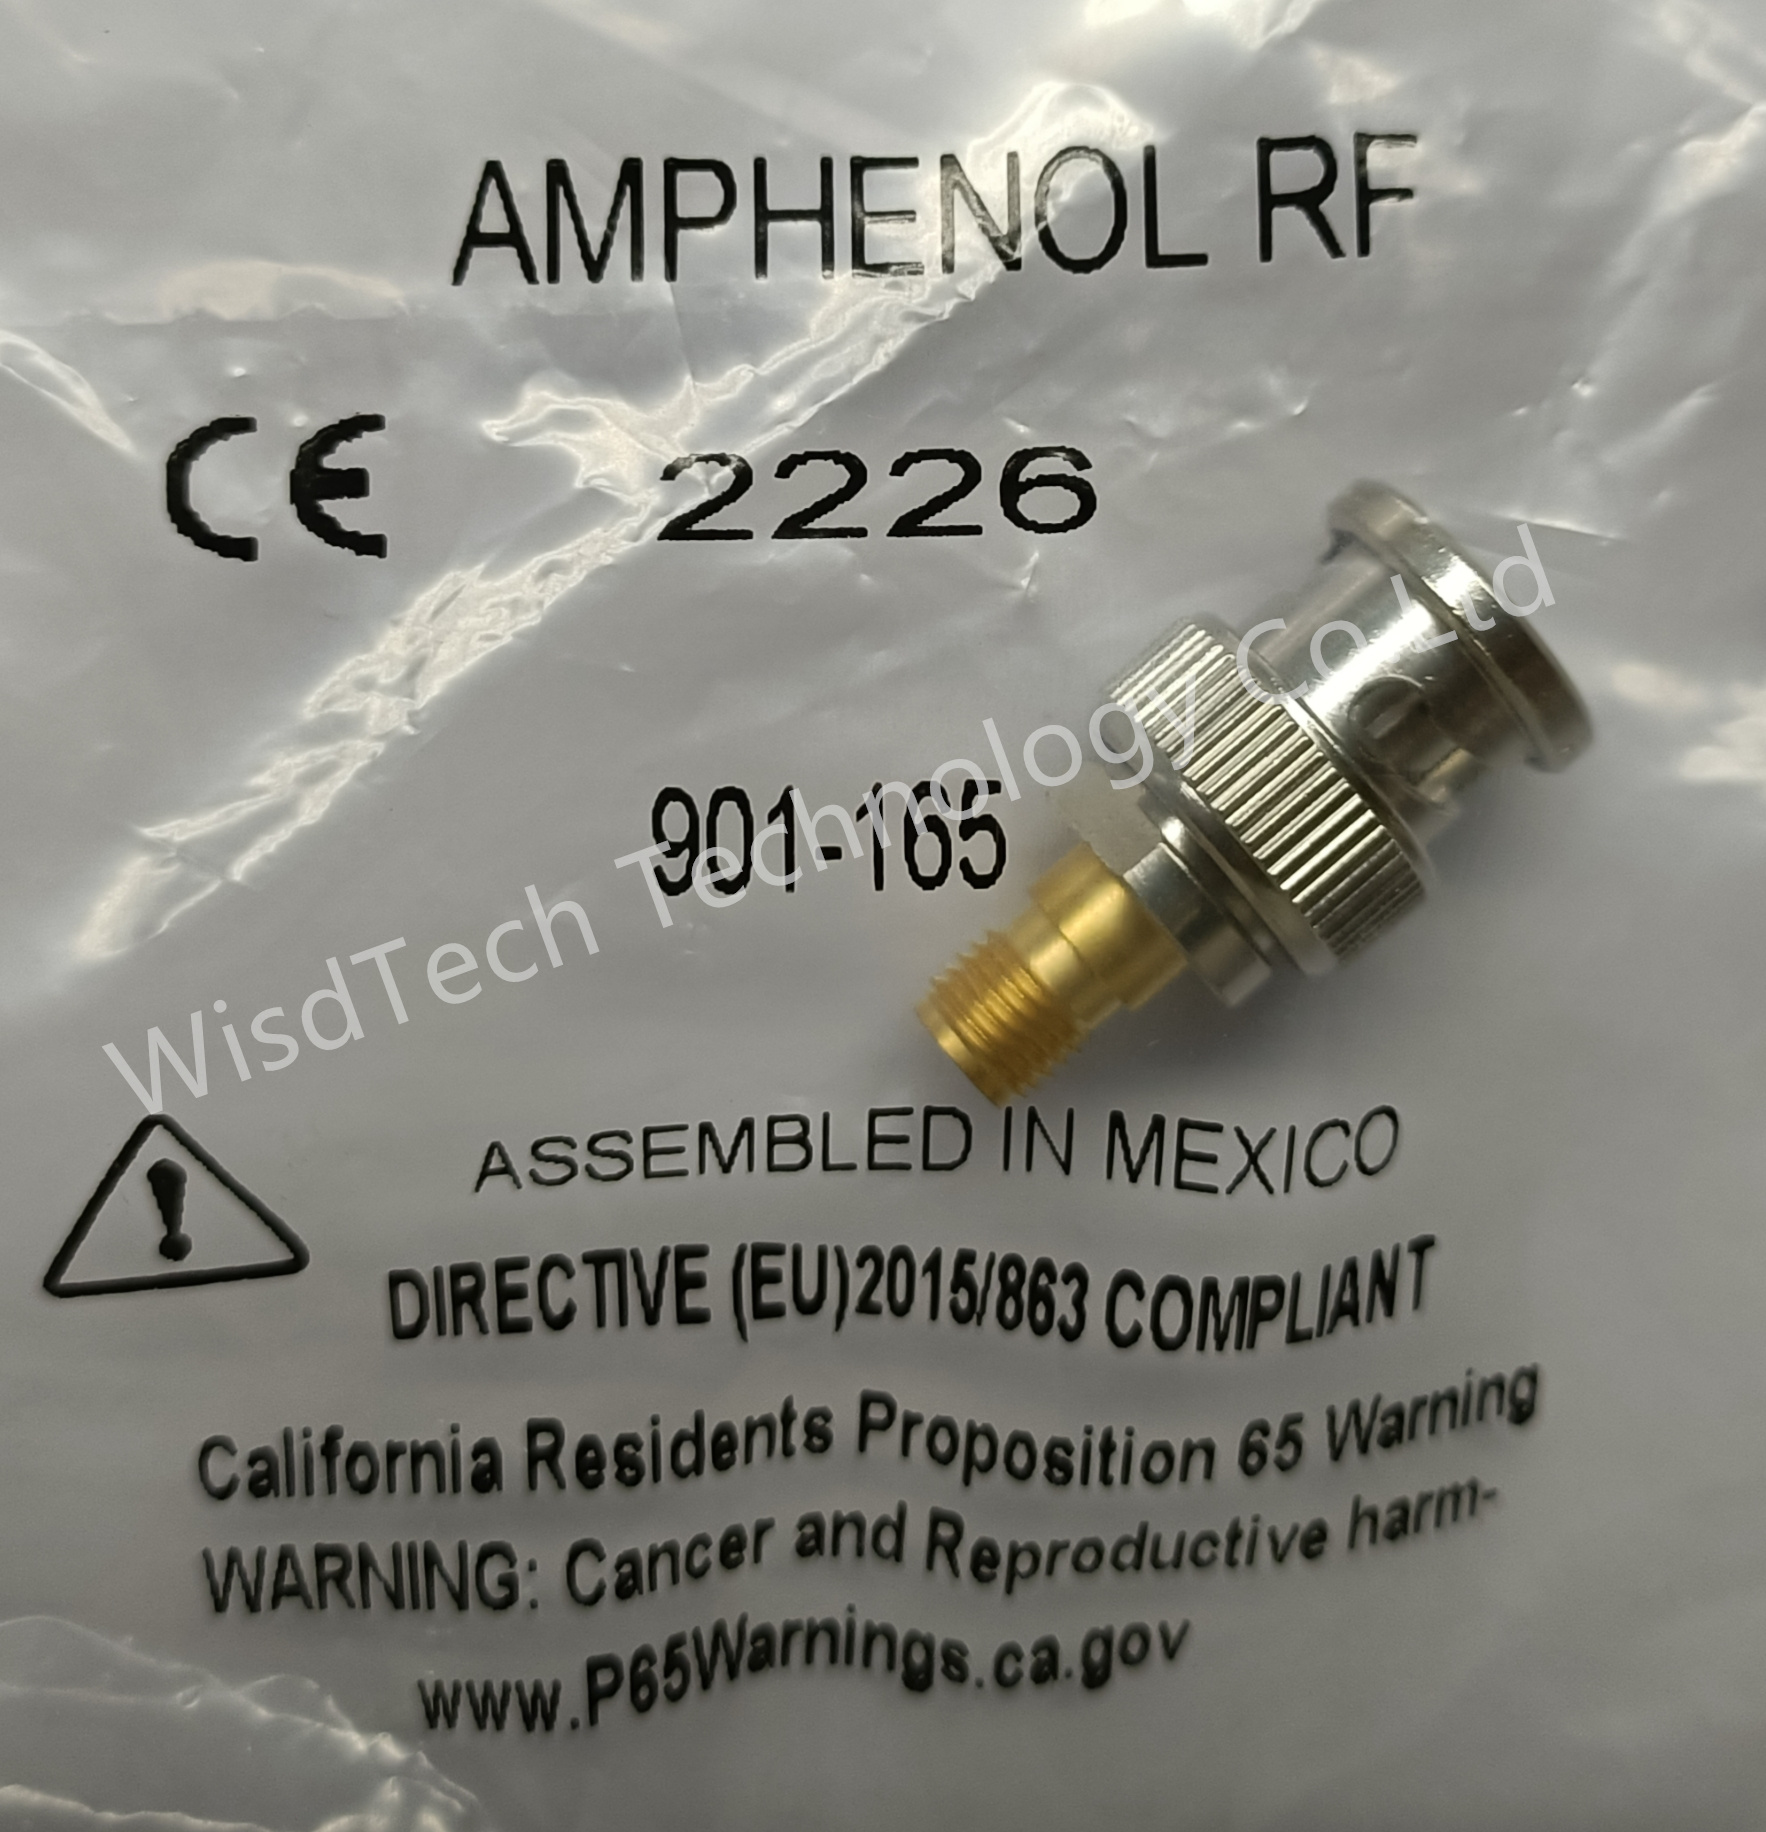 AMPHENOL RF
CE 2226
901-165
WisdTech Technology Co.Ltd
ASSEMBLED IN MEXICO
DIRECTIVE (EU)2015/863 COMPLIANT
California Residents Proposition 65 Warning
WARNING: Cancer and Reproductive harm-
www.P65Warnings.ca.gov